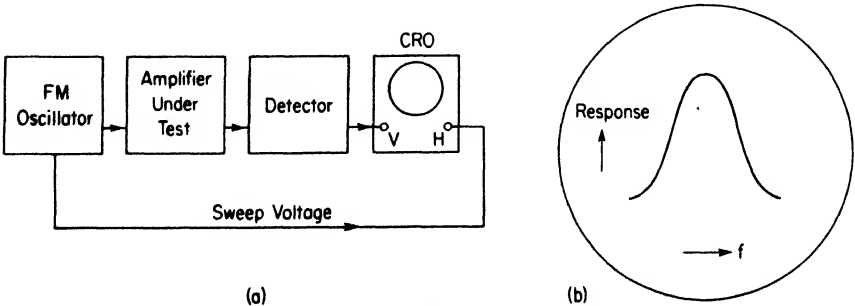 CRO
FM
Oscillator
Amplifier
Under
Test
Detector
V
H
Sweep Voltage
(a)
Response
f
(b)